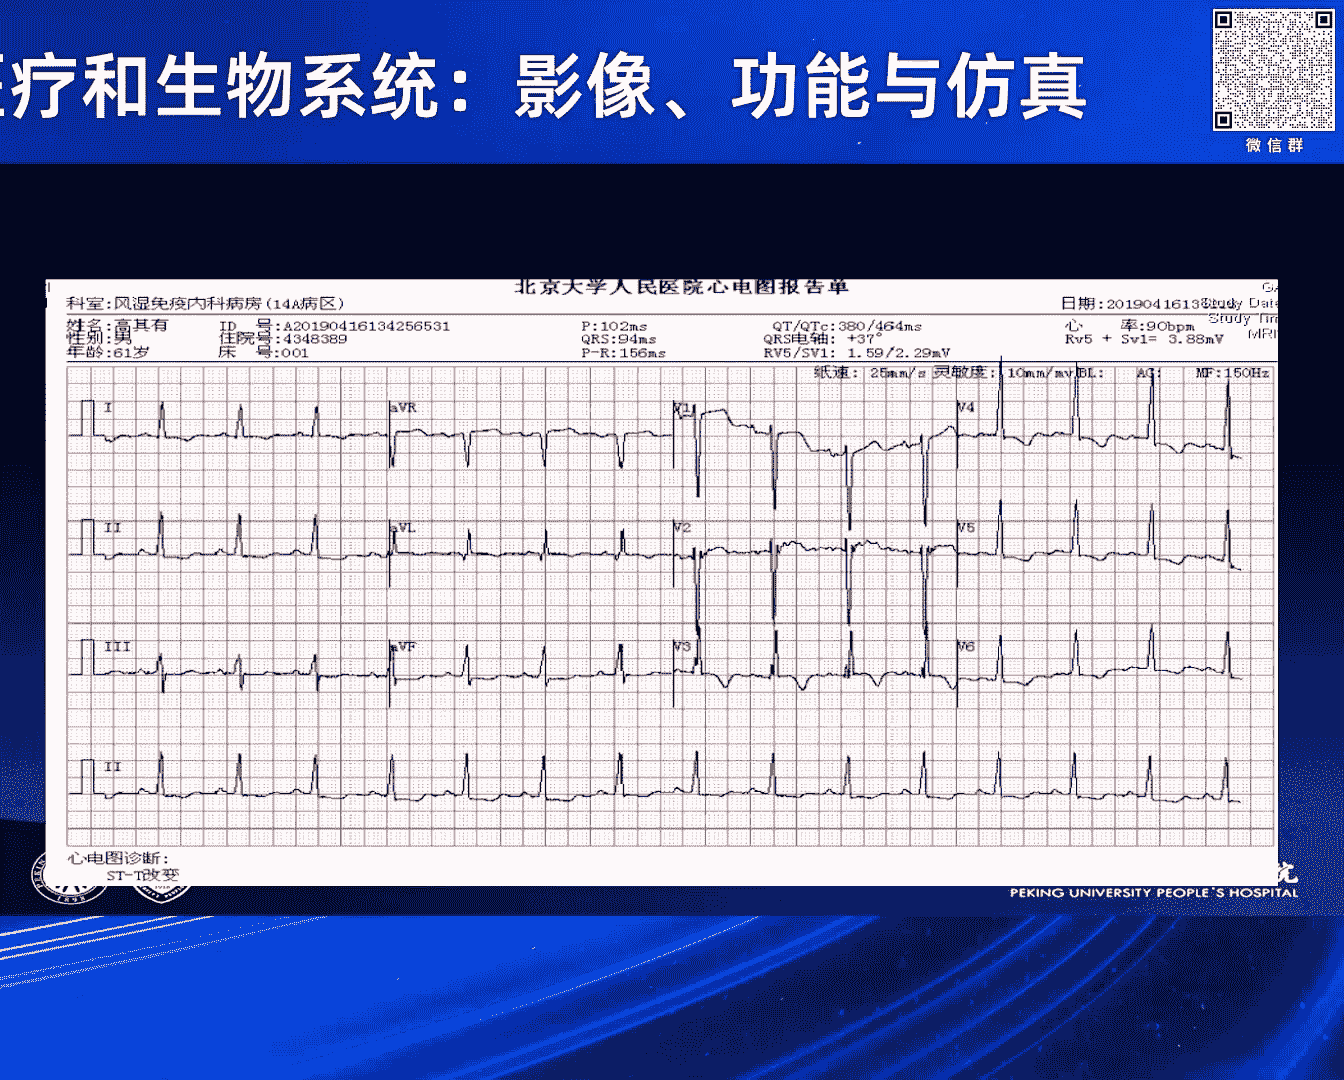 疗和生物系统：影像、功能与仿真
微信群
北京大学人民医院心电图报告单
科室:风湿免疫内科病房(14A病区)
日期:2019041613
Study Date
姓名:高其有 ID 号:A20190416134256531 P:102ms QT/QTc:380/464ms 心 率:90bpm
性别:男 住院号:4348389 QRS:94ms QRS电轴: +37° Rv5 + Sv1= 3.88mV
年龄:61岁 床 号:001 P-R:156ms RV5/SV1: 1.59/2.29mV
MRI
纸速: 25mm/s 灵敏度: 10mm/mv BL: AC: MF:150Hz
I aVR V1 V4
II aVL V2 V5
III aVF V3 V6
II
心电图诊断:
ST-T改变
院
PEKING UNIVERSITY PEOPLE'S HOSPITAL